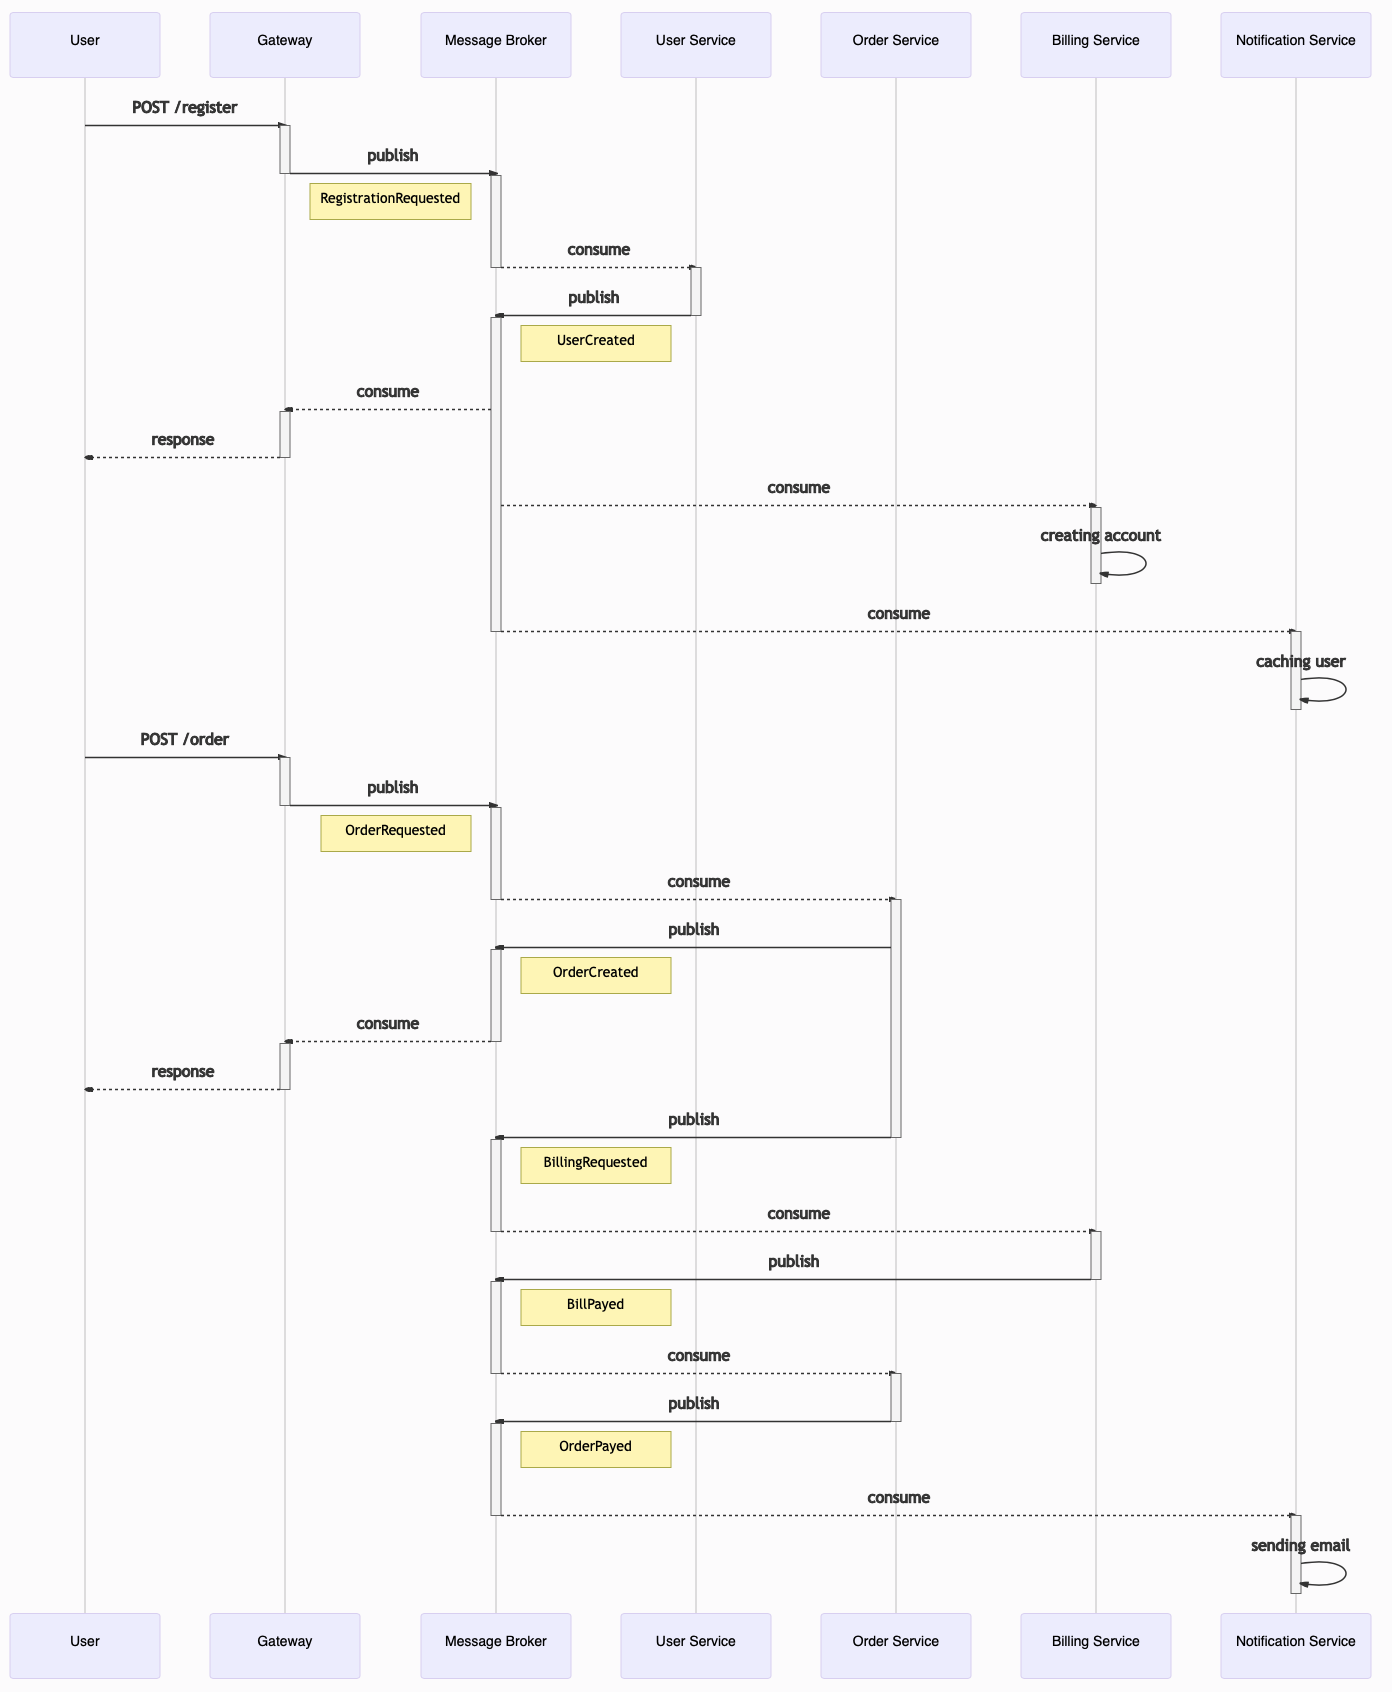 User
Gateway
Message Broker
User Service
Order Service
Billing Service
Notification Service
POST /register
publish
RegistrationRequested
consume
publish
UserCreated
consume
response
consume
creating account
consume
caching user
POST /order
publish
OrderRequested
consume
publish
OrderCreated
consume
response
publish
BillingRequested
consume
publish
BillPayed
consume
publish
OrderPayed
consume
sending email
User
Gateway
Message Broker
User Service
Order Service
Billing Service
Notification Service